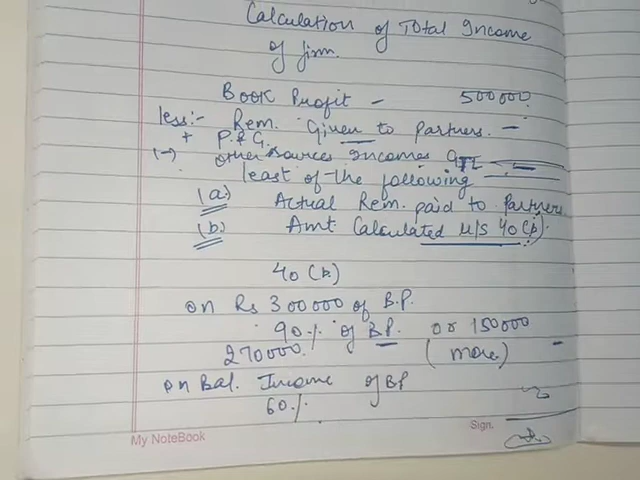 Calculation of Total Income
of firm.
Book Profit - 500000.
less:- Rem. Given to partners. -
+ P.& G.
(-) other sources Incomes GTI
least of the following
(a) Actual Rem. paid to Partners
(b) Amt. Calculated u/s 40(b).
40(b)
on Rs 300000 of B.P.
90% of BP. or 150000
270000. (more)
on Bal. Income of BP
60%
My NoteBook
Sign.